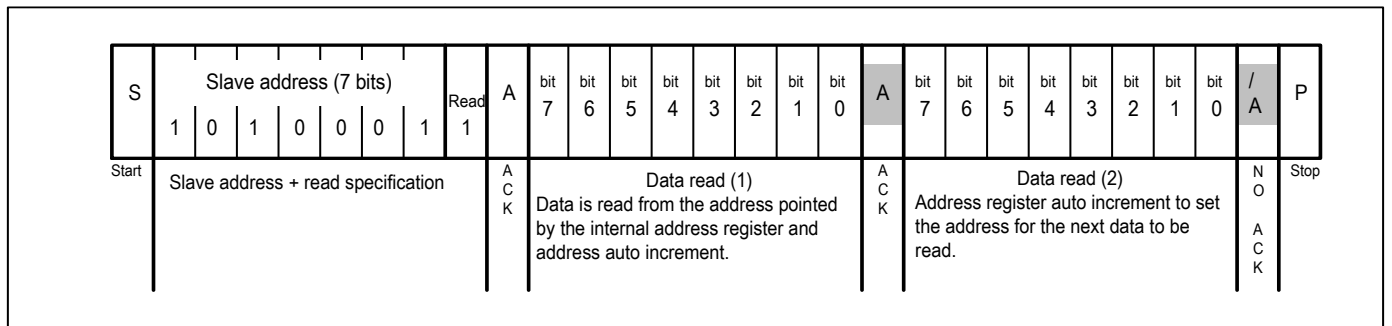 S
Slave address (7 bits)
1 0 1 0 0 0 1
Read
1
A
bit bit bit bit bit bit bit bit
7 6 5 4 3 2 1 0
A
bit bit bit bit bit bit bit bit
7 6 5 4 3 2 1 0
/
A
P
Start
Slave address + read specification
A
C
K
Data read (1)
Data is read from the address pointed
by the internal address register and
address auto increment.
A
C
K
Data read (2)
Address register auto increment to set
the address for the next data to be
read.
N
O
A
C
K
Stop